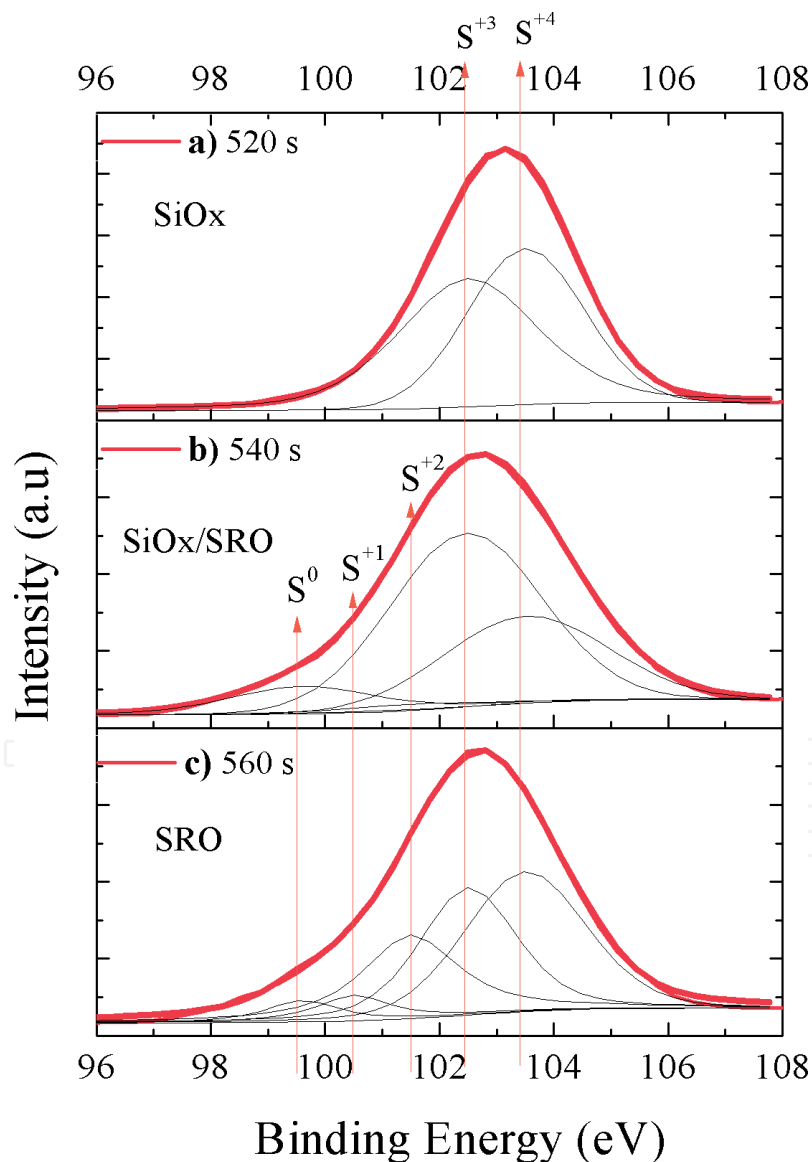 S+3 S+4
96 98 100 102 104 106 108
a) 520 s
SiOx
b) 540 s
S+2
SiOx/SRO
S+1
S0
c) 560 s
SRO
96 98 100 102 104 106 108
Intensity (a.u)
Binding Energy (eV)